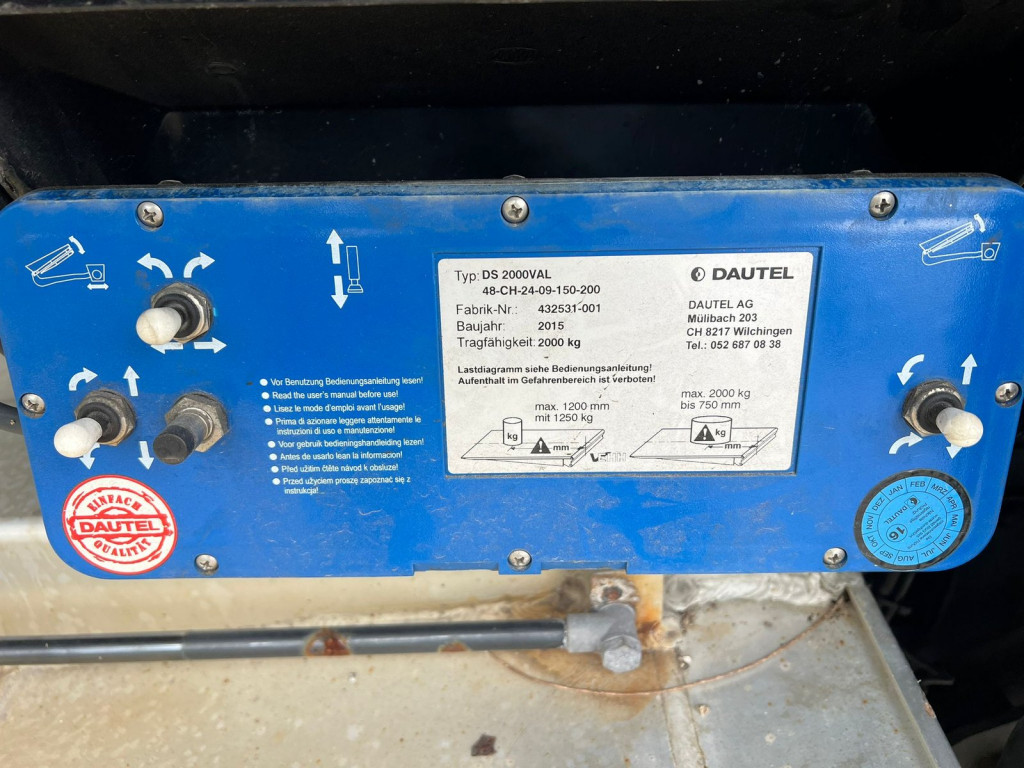 Typ: DS 2000VAL
48-CH-24-09-150-200
Fabrik-Nr.: 432531-001
Baujahr: 2015
Tragfähigkeit: 2000 kg
DAUTEL
DAUTEL AG
Mülibach 203
CH 8217 Wilchingen
Tel.: 052 687 08 38
Lastdiagramm siehe Bedienungsanleitung!
Aufenthalt im Gefahrenbereich ist verboten!
max. 1200 mm
mit 1250 kg
kg
mm
max. 2000 kg
bis 750 mm
kg
mm
Vor Benutzung Bedienungsanleitung lesen!
Read the user's manual before use!
Lisez le mode d'emploi avant l'usage!
Prima di azionare leggere attentamente le
instruzioni di uso e manutenzione!
Voor gebruik bedieningshandleiding lezen!
Antes de usarlo lean la informacion!
Před užitím čtěte návod k obsluze!
Przed użyciem proszę zapoznać się z
instrukcja!
EINFACH
DAUTEL
QUALITÄT
JAN FEB MRZ APR MAI JUN JUL AUG SEP OKT NOV DEZ
DAUTEL
16